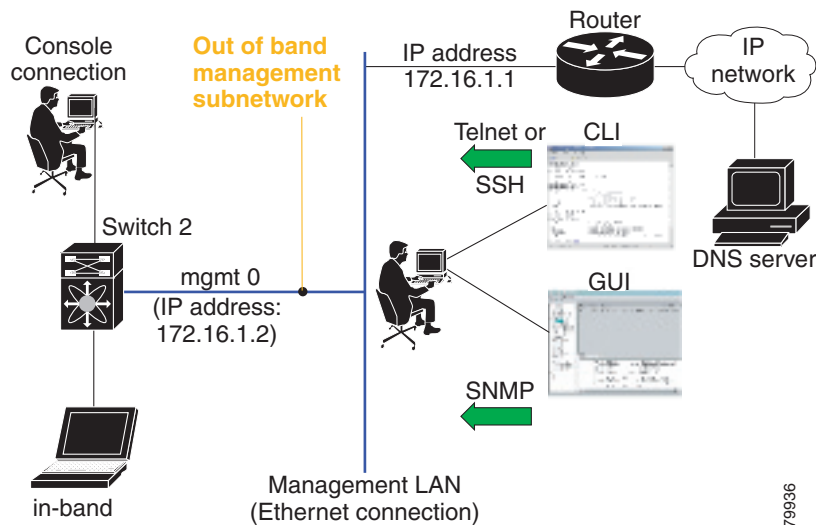 Router
Console
connection
Out of band
management
subnetwork
IP address
172.16.1.1
IP
network
Telnet or
SSH
CLI
DNS server
Switch 2
mgmt 0
(IP address:
172.16.1.2)
GUI
SNMP
in-band
Management LAN
(Ethernet connection)
79936